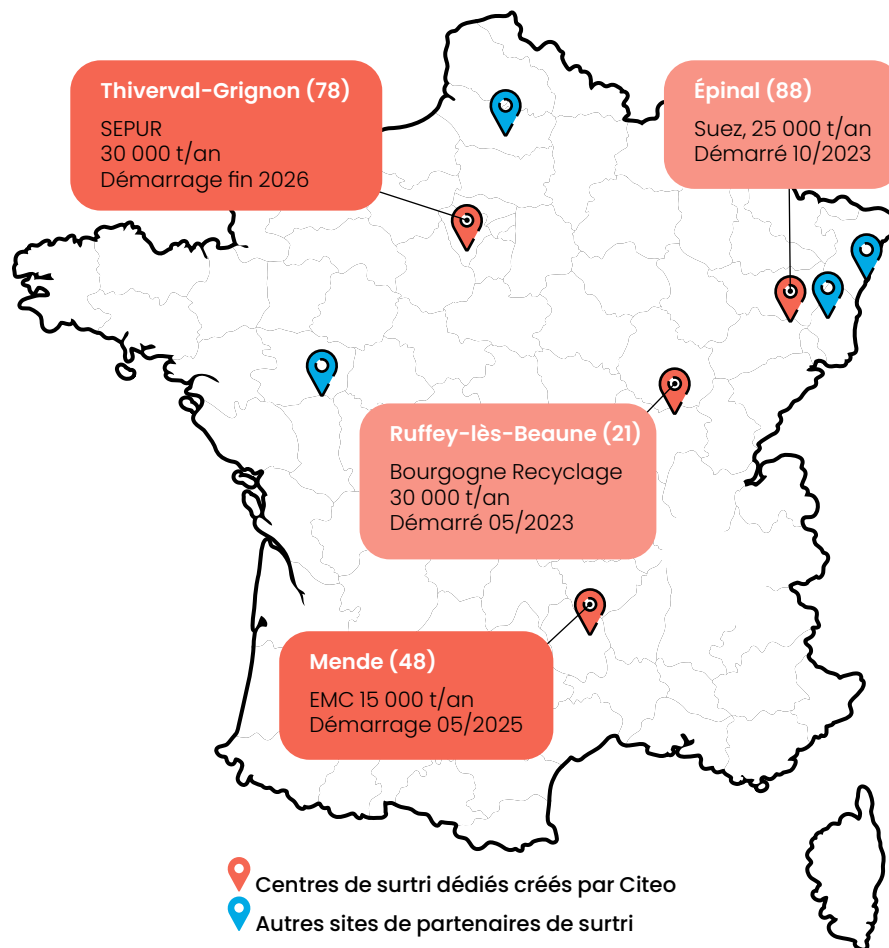 Thiverval-Grignon (78)
SEPUR
30 000 t/an
Démarrage fin 2026
Épinal (88)
Suez, 25 000 t/an
Démarré 10/2023
Ruffey-lès-Beaune (21)
Bourgogne Recyclage
30 000 t/an
Démarré 05/2023
Mende (48)
EMC 15 000 t/an
Démarrage 05/2025
Centres de surtri dédiés créés par Citeo
Autres sites de partenaires de surtri